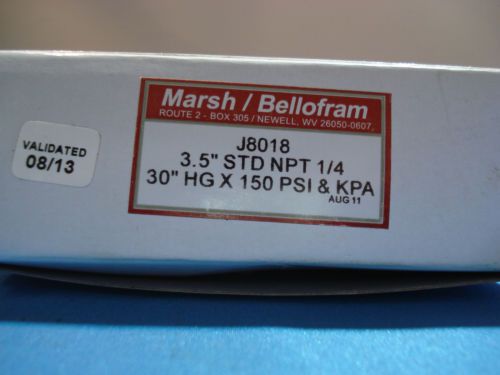 VALIDATED
08/13
Marsh / Bellofram
ROUTE 2 - BOX 305 / NEWELL, WV 26050-0607,
J8018
3.5" STD NPT 1/4
30" HG X 150 PSI & KPA
AUG 11